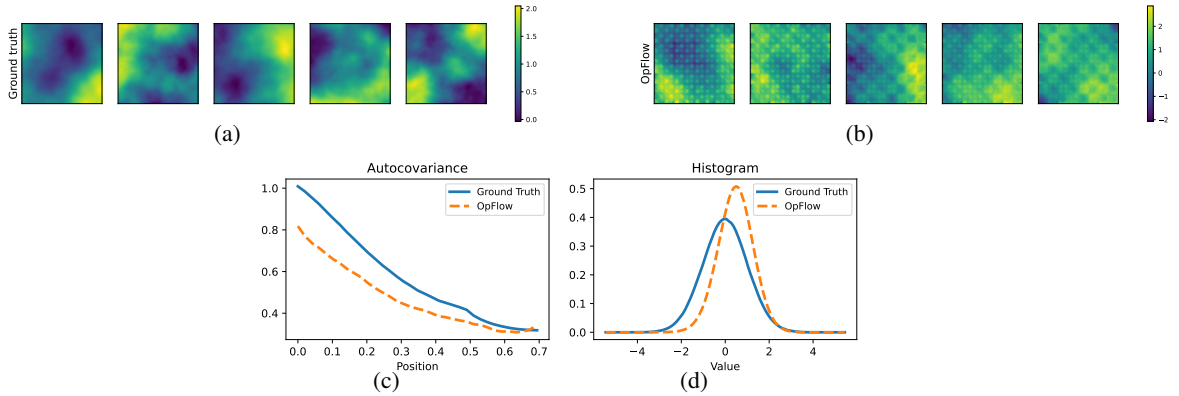 Ground truth
2.0
1.5
1.0
0.5
0.0
(a)
OpFlow
2
1
0
−1
−2
(b)
Autocovariance
1.0
0.8
0.6
0.4
0.0 0.1 0.2 0.3 0.4 0.5 0.6 0.7
Position
Ground Truth
OpFlow
(c)
Histogram
0.5
0.4
0.3
0.2
0.1
0.0
−4 −2 0 2 4
Value
Ground Truth
OpFlow
(d)